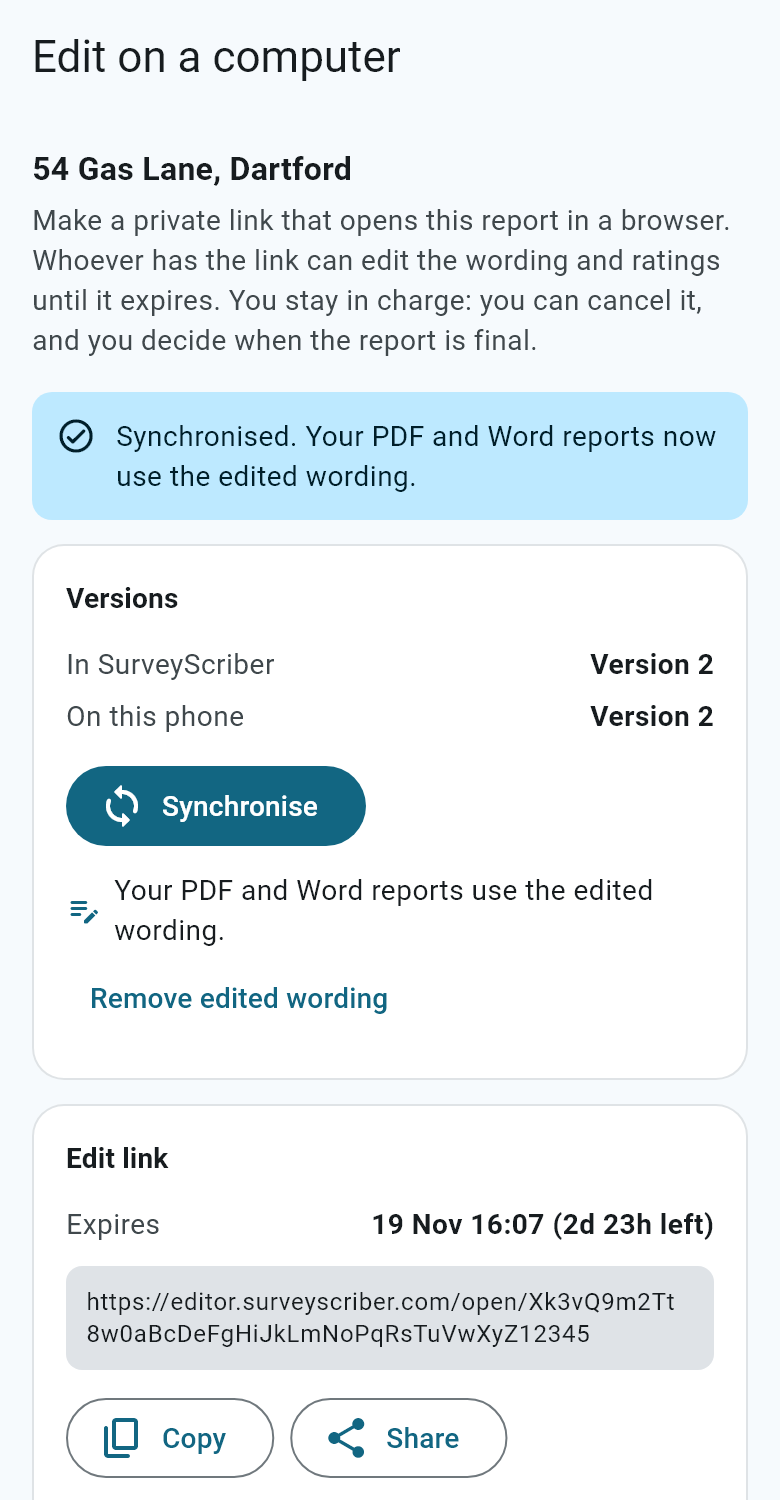 Edit on a computer
54 Gas Lane, Dartford
Make a private link that opens this report in a browser.
Whoever has the link can edit the wording and ratings
until it expires. You stay in charge: you can cancel it,
and you decide when the report is final.
Synchronised. Your PDF and Word reports now
use the edited wording.
Versions
In SurveyScriber Version 2
On this phone Version 2
Synchronise
Your PDF and Word reports use the edited
wording.
Remove edited wording
Edit link
Expires 19 Nov 16:07 (2d 23h left)
https://editor.surveyscriber.com/open/Xk3vQ9m2Tt
8w0aBcDeFgHiJkLmNoPqRsTuVwXyZ12345
Copy Share